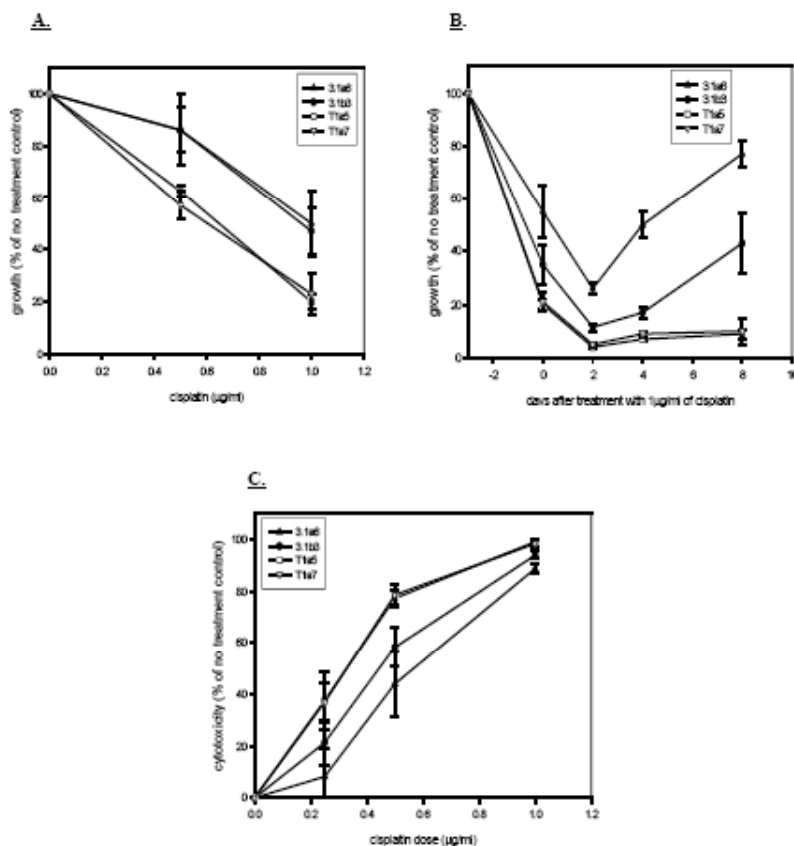 A.
3.1a6
3.1b3
T1a5
T1a7
growth (% of no treatment control)
100
80
60
40
20
0
0.0 0.2 0.4 0.6 0.8 1.0 1.2
cisplatin (µg/ml)
B.
3.1a6
3.1b3
T1a5
T1a7
growth (% of no treatment control)
100
80
60
40
20
0
-2 0 2 4 6 8 10
days after treatment with 1µg/ml of cisplatin
C.
3.1a6
3.1b3
T1a5
T1a7
cytotoxicity (% of no treatment control)
100
80
60
40
20
0
0.0 0.2 0.4 0.6 0.8 1.0 1.2
cisplatin dose (µg/ml)